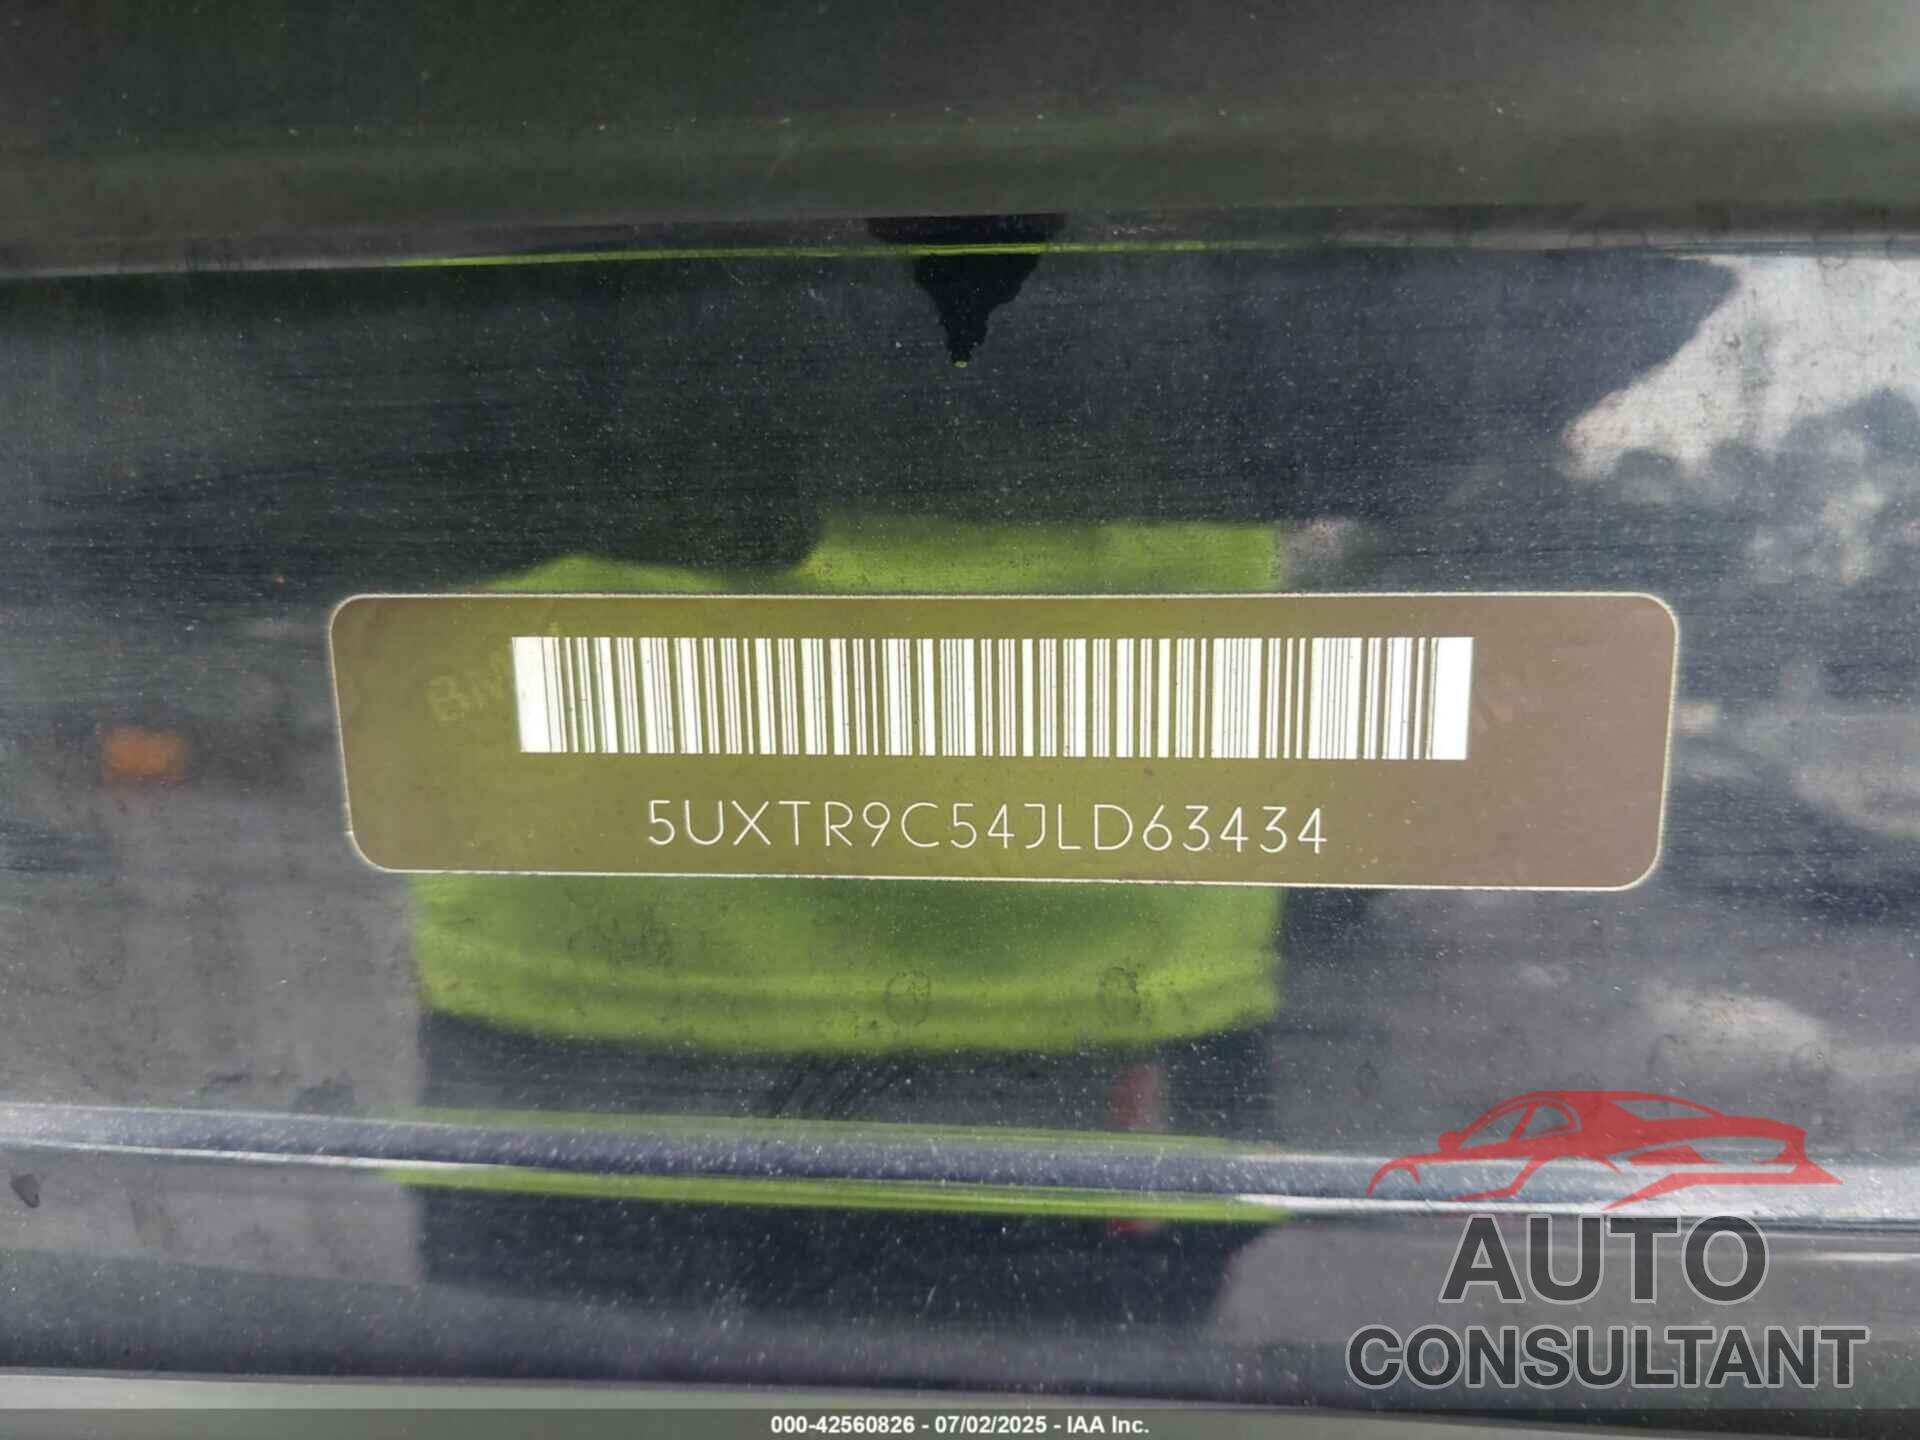 5UXTR9C54JLD63434
AUTO
CONSULTANT
000-42560826 - 07/02/2025 - IAA Inc.